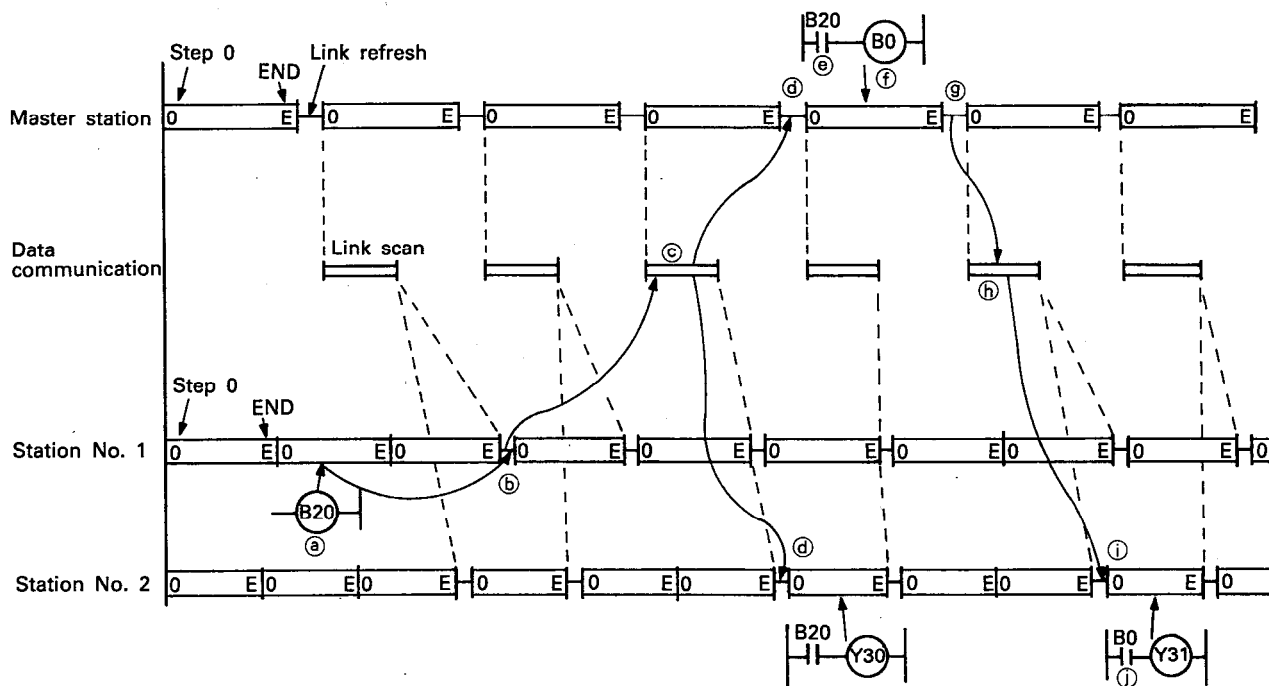 B20
B0
ⓔ ⓕ
Step 0 Link refresh
END ⓓ ⓖ
Master station 0 E 0 E 0 E 0 E 0 E 0 E 0 E
Data
communication
Link scan ⓒ
ⓗ
Step 0
END
Station No. 1 0 E 0 E 0 E 0 E 0 E 0 E 0 E 0 E 0
ⓑ
B20
ⓐ
ⓓ ⓘ
Station No. 2 0 E 0 E 0 E 0 E 0 E 0 E 0 E 0 E 0 E 0 E 0
B20 Y30 B0 Y31
ⓙ